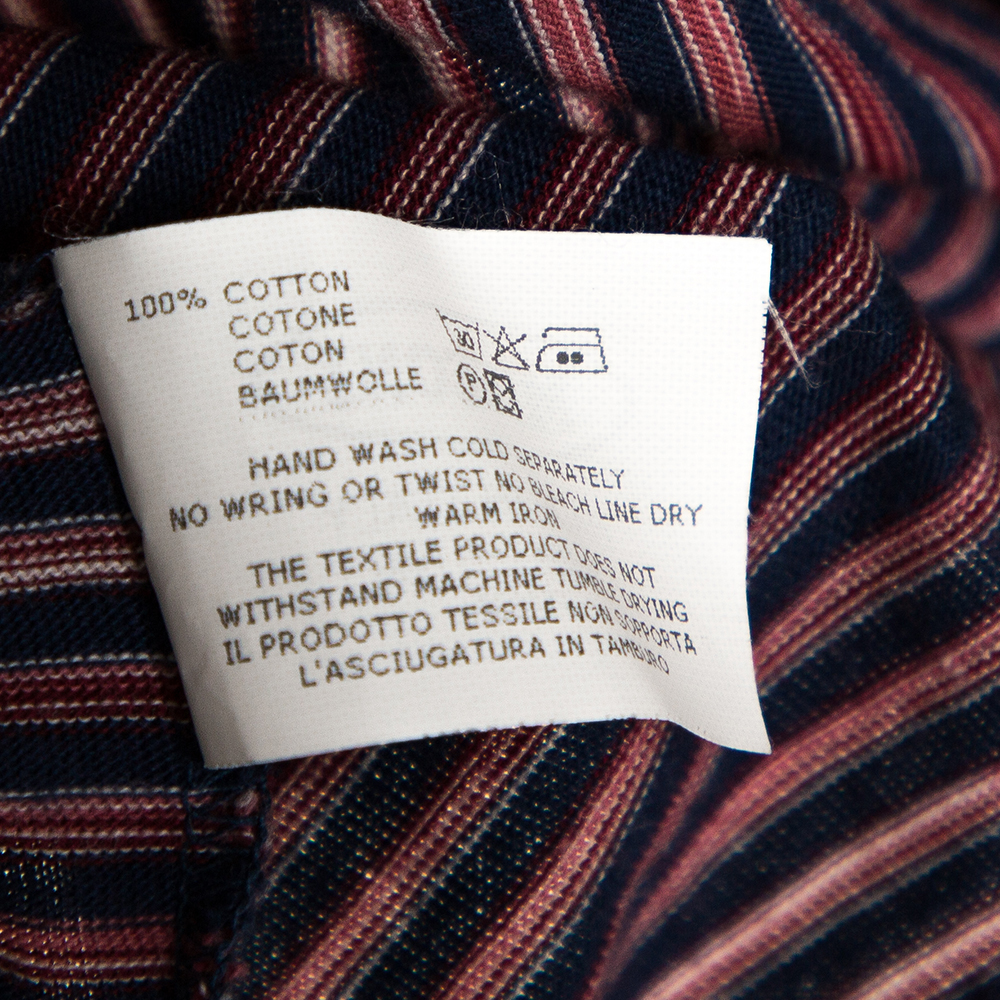 100% COTTON
COTONE
COTON
BAUMWOLLE
30
P
HAND WASH COLD SEPARATELY
NO WRING OR TWIST NO BLEACH LINE DRY
WARM IRON
THE TEXTILE PRODUCT DOES NOT
WITHSTAND MACHINE TUMBLE DRYING
IL PRODOTTO TESSILE NON SOPPORTA
L'ASCIUGATURA IN TAMBURO